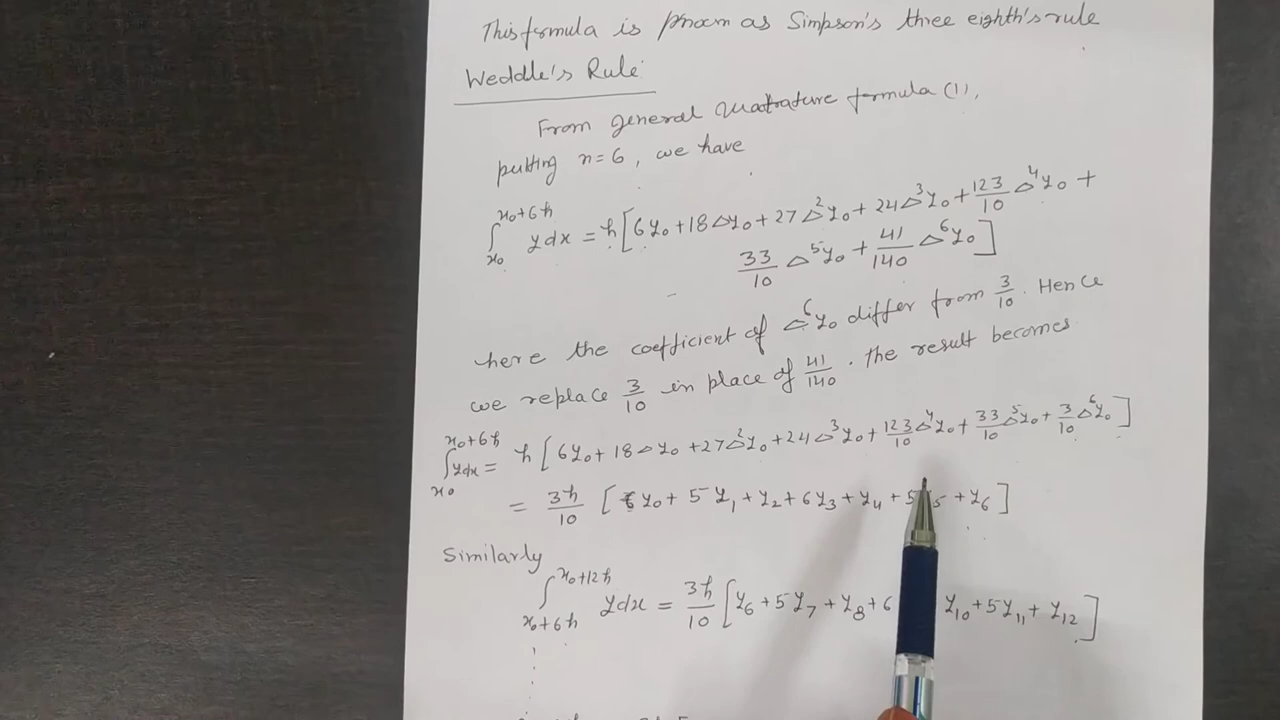 This formula is known as Simpson's three eighth's rule
Weddle's Rule
From general Quadrature formula (1),
putting n=6, we have
∫_{x₀}^{x₀+6h} y dx = h[6y₀+18Δy₀+27Δ²y₀+24Δ³y₀+123/10 Δ⁴y₀+
33/10 Δ⁵y₀+41/140 Δ⁶y₀]
here the coefficient of Δ⁶y₀ differ from 3/10. Hence
we replace 3/10 in place of 41/140. the result becomes
∫_{x₀}^{x₀+6h} ydx = h[6y₀+18Δy₀+27Δ²y₀+24Δ³y₀+123/10 Δ⁴y₀+33/10 Δ⁵y₀+3/10 Δ⁶y₀]
= 3h/10 [y₀+5y₁+y₂+6y₃+y₄+5 5+y₆]
Similarly
∫_{x₀+6h}^{x₀+12h} ydx = 3h/10 [y₆+5y₇+y₈+6 y₁₀+5y₁₁+y₁₂]